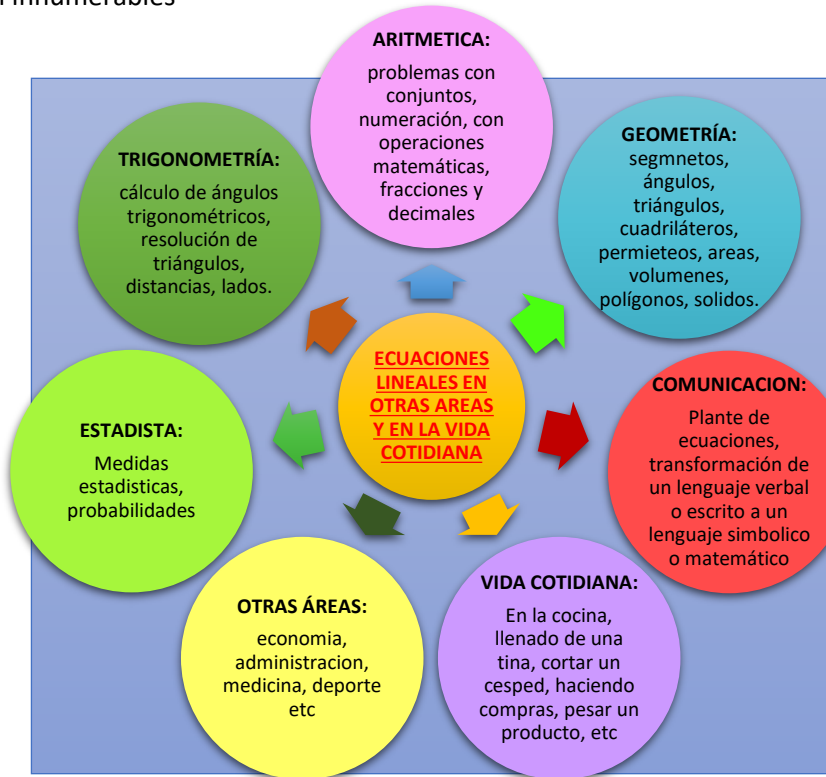 innumerables
ARITMETICA:
problemas con
conjuntos,
numeración, con
operaciones
matemáticas,
fracciones y
decimales
GEOMETRÍA:
segmnetos,
ángulos,
triángulos,
cuadriláteros,
permieteos, areas,
volumenes,
polígonos, solidos.
COMUNICACION:
Plante de
ecuaciones,
transformación de
un lenguaje verbal
o escrito a un
lenguaje simbolico
o matemático
VIDA COTIDIANA:
En la cocina,
llenado de una
tina, cortar un
cesped, haciendo
compras, pesar un
producto, etc
OTRAS ÁREAS:
economia,
administracion,
medicina, deporte
etc
ESTADISTA:
Medidas
estadisticas,
probabilidades
TRIGONOMETRÍA:
cálculo de ángulos
trigonométricos,
resolución de
triángulos,
distancias, lados.
ECUACIONES
LINEALES EN
OTRAS AREAS
Y EN LA VIDA
COTIDIANA